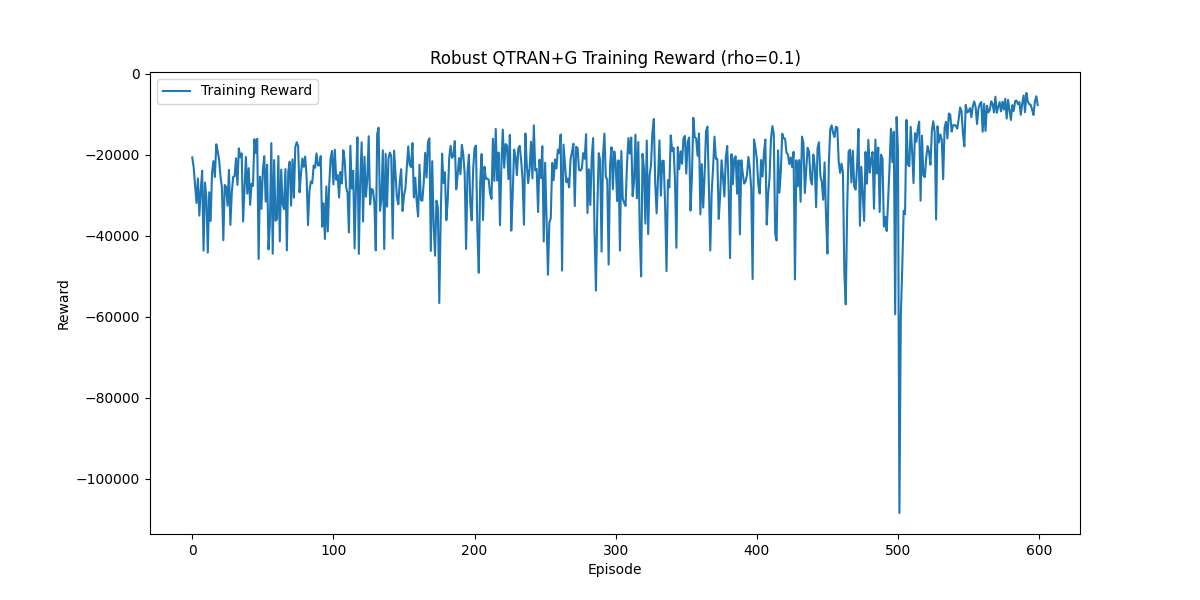 Robust QTRAN+G Training Reward (rho=0.1)
Training Reward
0
−20000
−40000
−60000
−80000
−100000
Reward
0 100 200 300 400 500 600
Episode